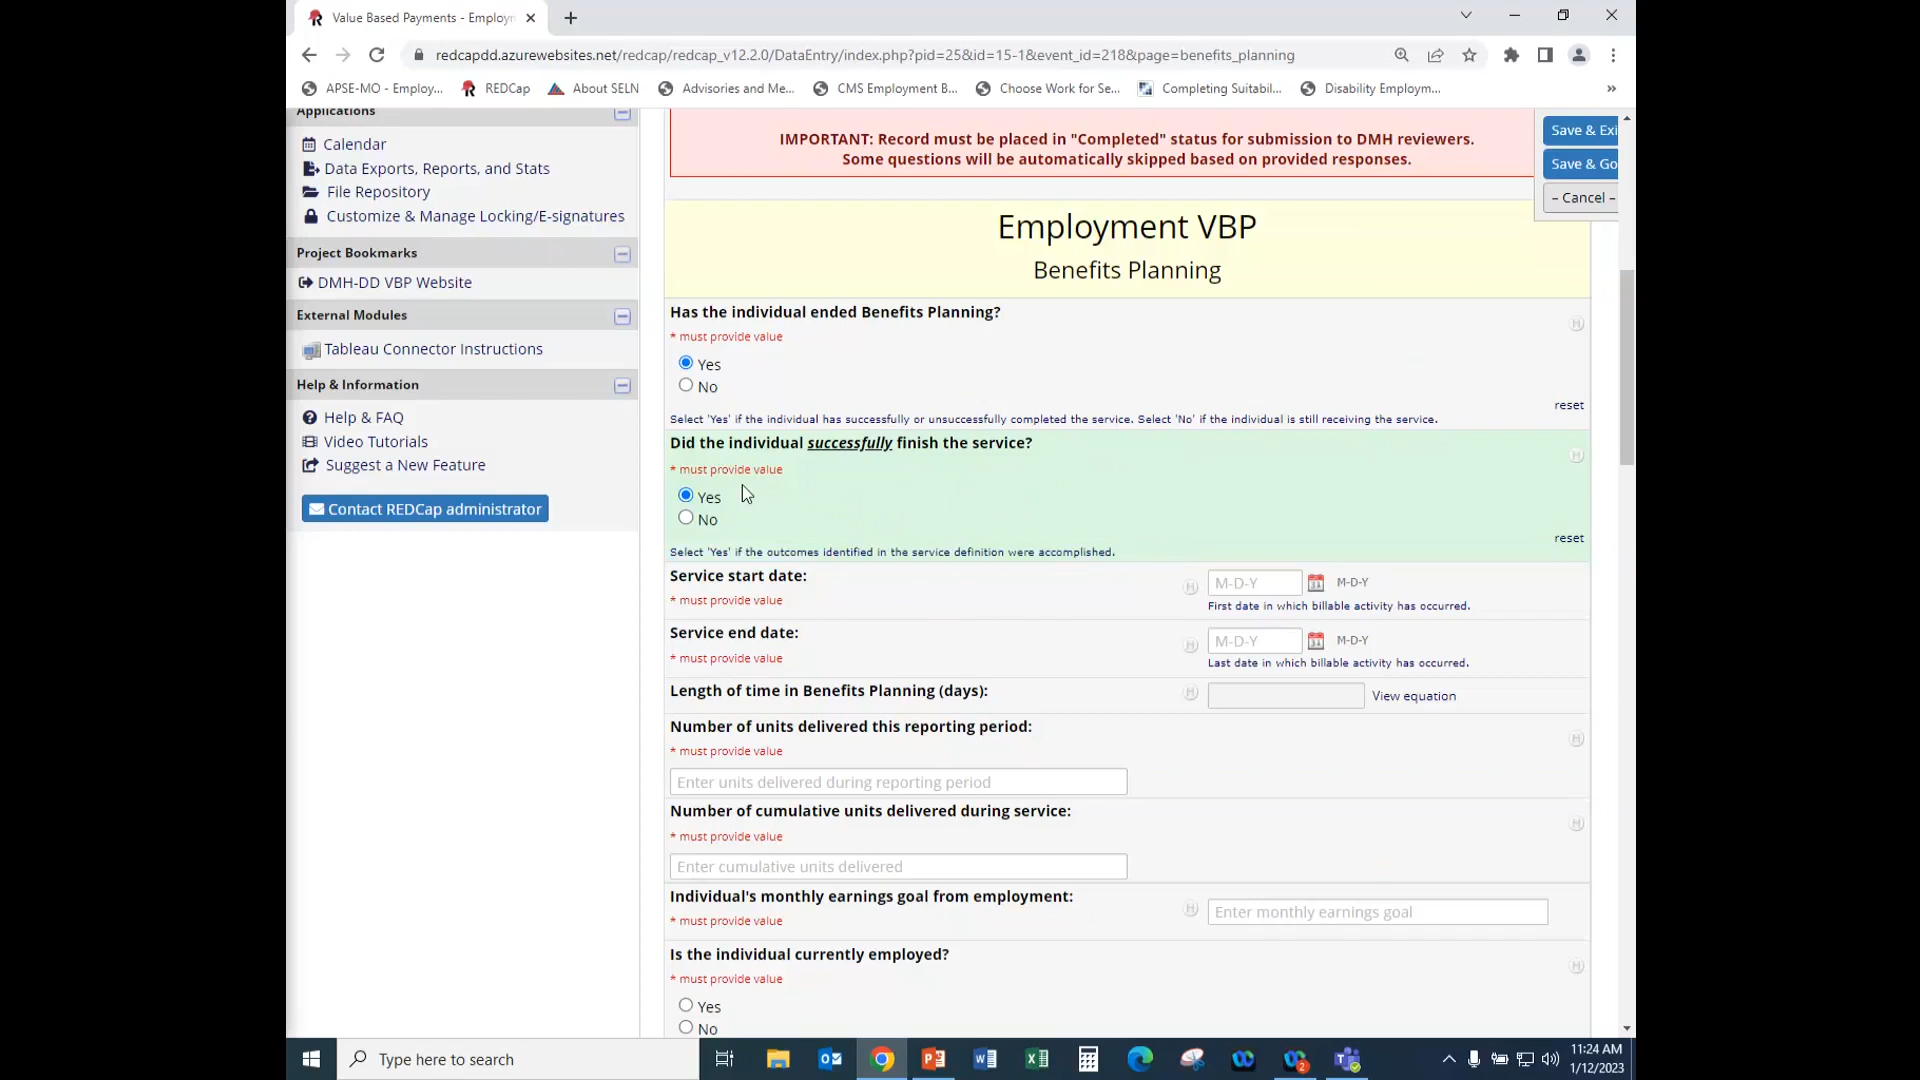 Value Based Payments - Employm
redcapdd.azurewebsites.net/redcap/redcap_v12.2.0/DataEntry/index.php?pid=25&id=15-1&event_id=218&page=benefits_planning
APSE-MO - Employ...
REDCap
About SELN
Advisories and Me...
CMS Employment B...
Choose Work for Se...
Completing Suitabil...
Disability Employm...
»
Applications
Calendar
Data Exports, Reports, and Stats
File Repository
Customize & Manage Locking/E-signatures
Project Bookmarks
DMH-DD VBP Website
External Modules
Tableau Connector Instructions
Help & Information
Help & FAQ
Video Tutorials
Suggest a New Feature
Contact REDCap administrator
IMPORTANT: Record must be placed in "Completed" status for submission to DMH reviewers.
Some questions will be automatically skipped based on provided responses.
Save & Exi
Save & Go
– Cancel –
Employment VBP
Benefits Planning
Has the individual ended Benefits Planning?
* must provide value
Yes
No
reset
Select 'Yes' if the individual has successfully or unsuccessfully completed the service. Select 'No' if the individual is still receiving the service.
Did the individual successfully finish the service?
* must provide value
Yes
No
reset
Select 'Yes' if the outcomes identified in the service definition were accomplished.
Service start date:
* must provide value
M-D-Y
M-D-Y
First date in which billable activity has occurred.
Service end date:
* must provide value
M-D-Y
M-D-Y
Last date in which billable activity has occurred.
Length of time in Benefits Planning (days):
View equation
Number of units delivered this reporting period:
* must provide value
Enter units delivered during reporting period
Number of cumulative units delivered during service:
* must provide value
Enter cumulative units delivered
Individual's monthly earnings goal from employment:
* must provide value
Enter monthly earnings goal
Is the individual currently employed?
* must provide value
Yes
No
Type here to search
11:24 AM
1/12/2023